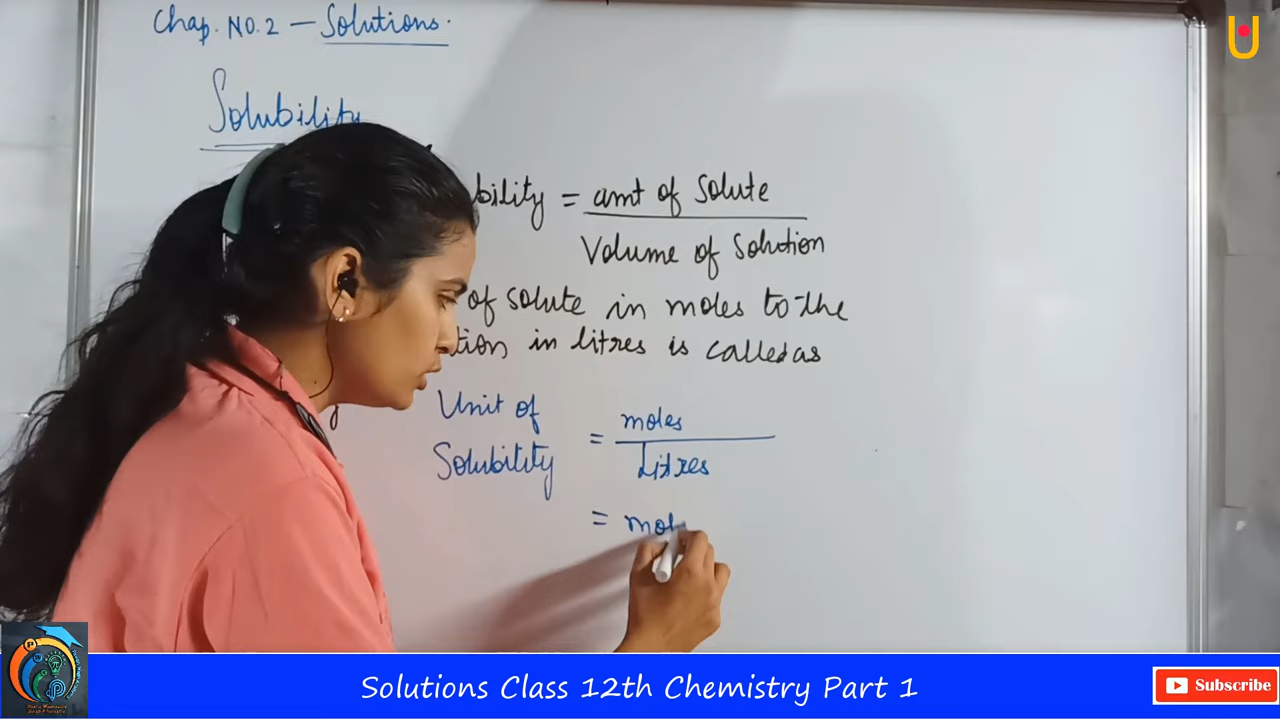 Chap. NO. 2 – Solutions.
Solubility
bility = amt of Solute
Volume of Solution
of solute in moles to the
tion in litres is called as
Unit of
Solubility
= moles
Litres
= mol
Solutions Class 12th Chemistry Part 1
Subscribe